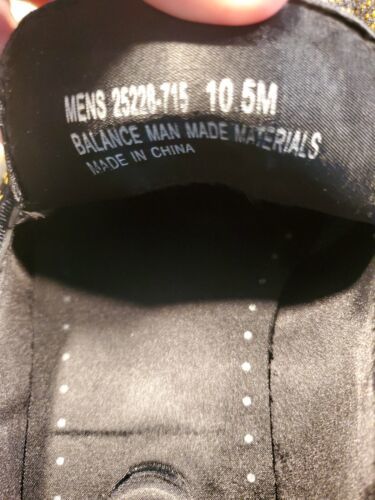 MENS 25228-715 10.5M
BALANCE MAN MADE MATERIALS
MADE IN CHINA